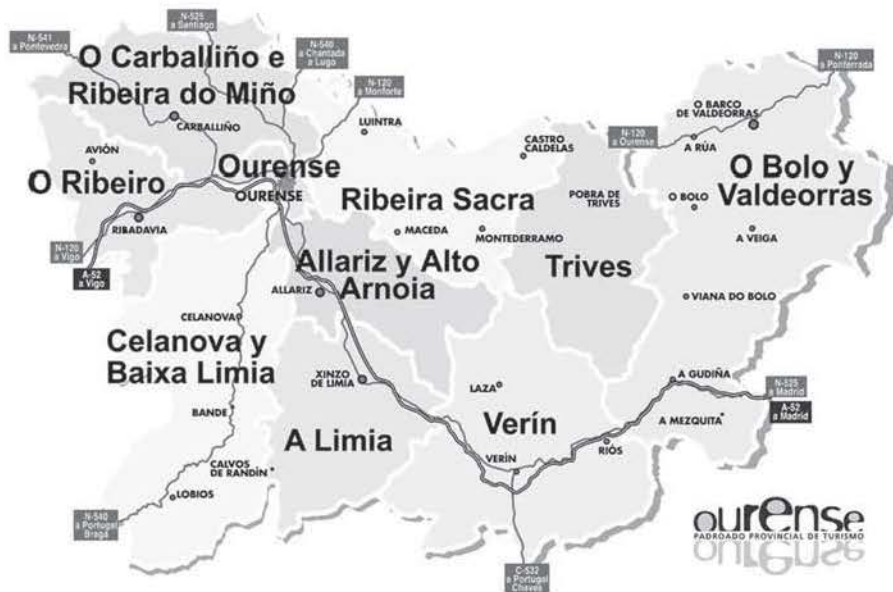 N-525
a Santiago
N-541
a Pontevedra
N-540
a Chantada
a Lugo
N-120
a Ponferrada
O Carballiño e
Ribeira do Miño
N-120
a Monforte
O BARCO
DE VALDEORRAS
CARBALLIÑO
LUINTRA
N-120
a Ourense
A RÚA
CASTRO
CALDELAS
AVIÓN
O Ribeiro
Ourense
OURENSE
Ribeira Sacra
POBRA DE
TRIVES
O Bolo y
Valdeorras
O BOLO
RIBADAVIA
MACEDA
MONTEDERRAMO
A VEIGA
N-120
a Vigo
A-52
a Vigo
Allariz y Alto
Arnoia
Trives
ALLARIZ
VIANA DO BOLO
CELANOVA
Celanova y
Baixa Limia
XINZO
DE LIMIA
LAZA
A GUDIÑA
N-525
a Madrid
A-52
a Madrid
BANDE
A Limia
Verín
A MEZQUITA
RIÓS
CALVOS
DE RANDÍN
VERÍN
LOBIOS
N-540
a Portugal
Braga
C-532
a Portugal
Chaves
ourense
PADROADO PROVINCIAL DE TURISMO